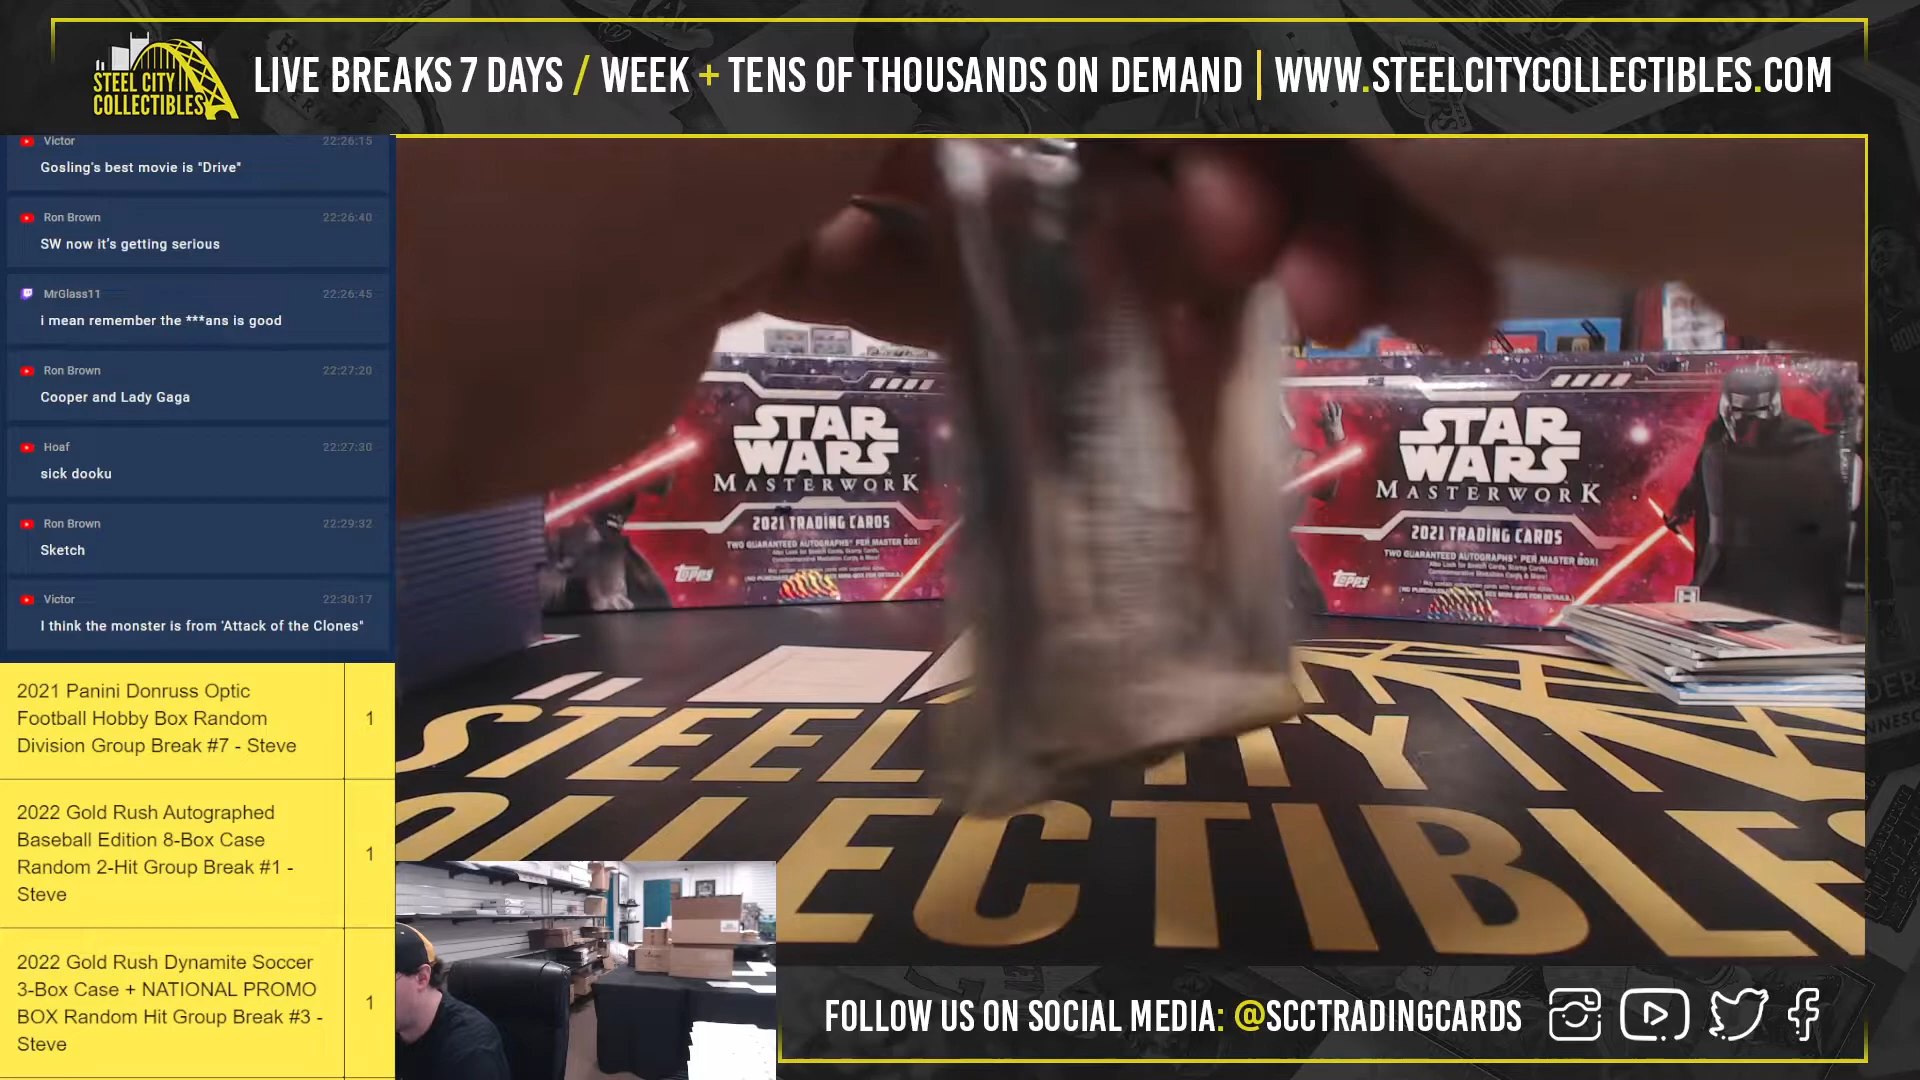 STEEL CITY
COLLECTIBLES
LIVE BREAKS 7 DAYS / WEEK + TENS OF THOUSANDS ON DEMAND | WWW.STEELCITYCOLLECTIBLES.COM
Victor 22:26:15
Gosling's best movie is "Drive"
Ron Brown 22:26:40
SW now it's getting serious
MrGlass11 22:26:45
i mean remember the ***ans is good
Ron Brown 22:27:20
Cooper and Lady Gaga
Hoaf 22:27:30
sick dooku
Ron Brown 22:29:32
Sketch
Victor 22:30:17
I think the monster is from 'Attack of the Clones"
2021 Panini Donruss Optic
Football Hobby Box Random
Division Group Break #7 - Steve
1
2022 Gold Rush Autographed
Baseball Edition 8-Box Case
Random 2-Hit Group Break #1 -
Steve
1
2022 Gold Rush Dynamite Soccer
3-Box Case + NATIONAL PROMO
BOX Random Hit Group Break #3 -
Steve
1
STAR
WARS
MASTERWORK
2021 TRADING CARDS
TWO GUARANTEED AUTOGRAPHS* PER MASTER BOX!
Topps
STAR
WARS
MASTERWORK
2021 TRADING CARDS
TWO GUARANTEED AUTOGRAPHS* PER MASTER BOX!
Topps
STEEL
ECTIBLES
FOLLOW US ON SOCIAL MEDIA: @SCCTRADINGCARDS